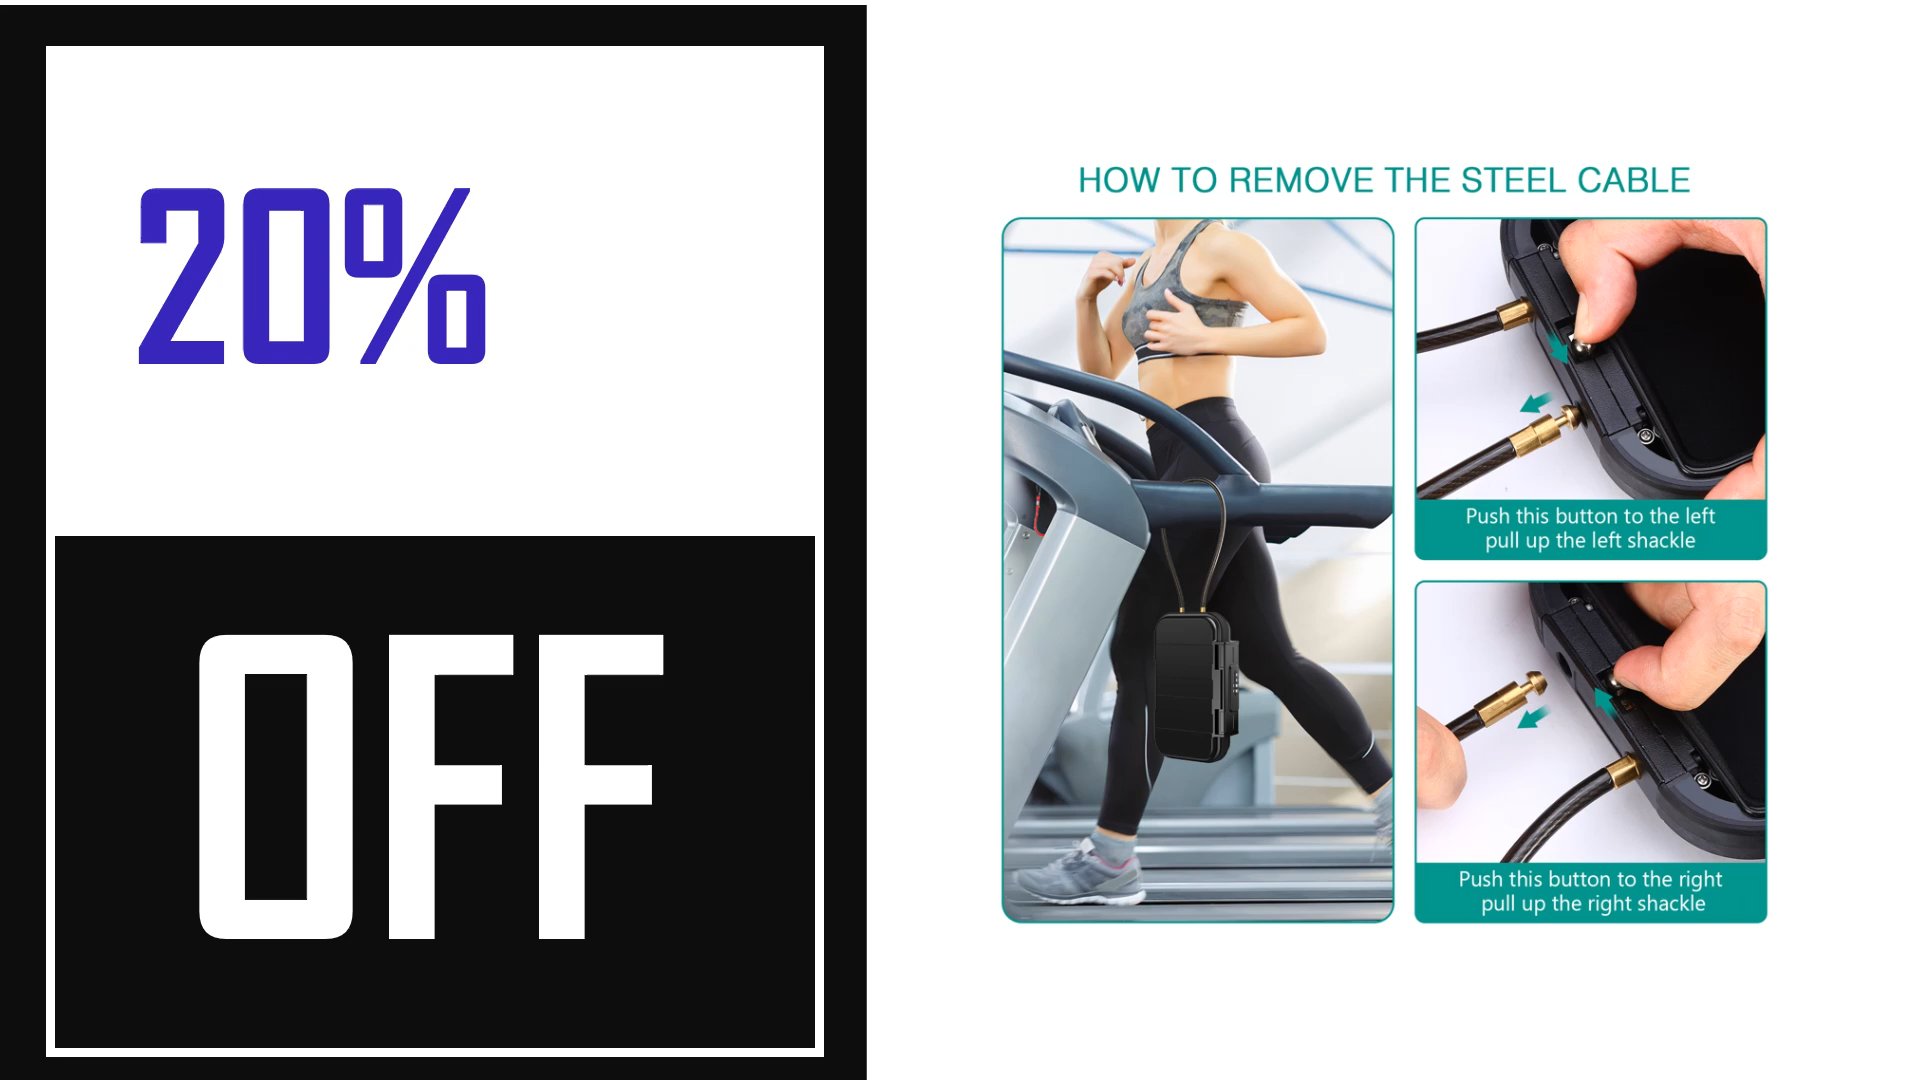 20%
OFF
HOW TO REMOVE THE STEEL CABLE
Push this button to the left
pull up the left shackle
Push this button to the right
pull up the right shackle